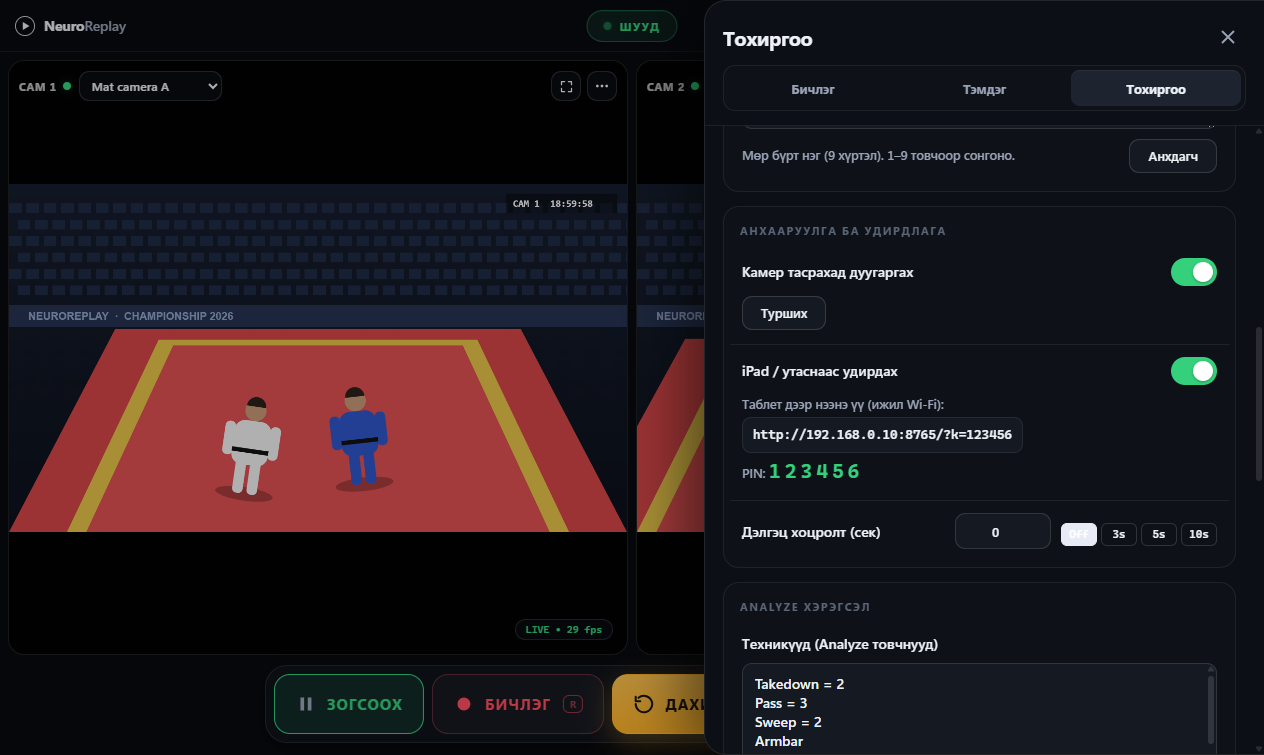 NeuroReplay
ШУУД
CAM 1
Mat camera A
CAM 2
CAM 1 18:59:58
NEUROREPLAY · CHAMPIONSHIP 2026
NEUROR
LIVE • 29 fps
ЗОГСООХ
БИЧЛЭГ R
ДАХИ
Тохиргоо
Бичлэг
Тэмдэг
Тохиргоо
Мөр бүрт нэг (9 хүртэл). 1–9 товчоор сонгоно.
Анхдагч
АНХААРУУЛГА БА УДИРДЛАГА
Камер тасрахад дуугаргах
Турших
iPad / утаснаас удирдах
Таблет дээр нээнэ үү (ижил Wi-Fi):
http://192.168.0.10:8765/?k=123456
PIN: 123456
Дэлгэц хоцролт (сек)
0
Off
3s
5s
10s
ANALYZE ХЭРЭГСЭЛ
Техникүүд (Analyze товчнууд)
Takedown = 2
Pass = 3
Sweep = 2
Armbar